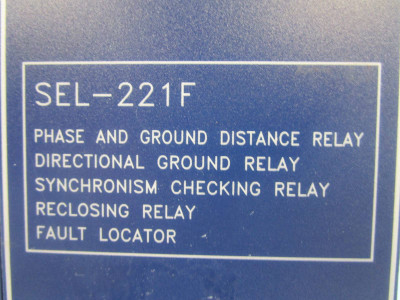 SEL-221F
PHASE AND GROUND DISTANCE RELAY
DIRECTIONAL GROUND RELAY
SYNCHRONISM CHECKING RELAY
RECLOSING RELAY
FAULT LOCATOR